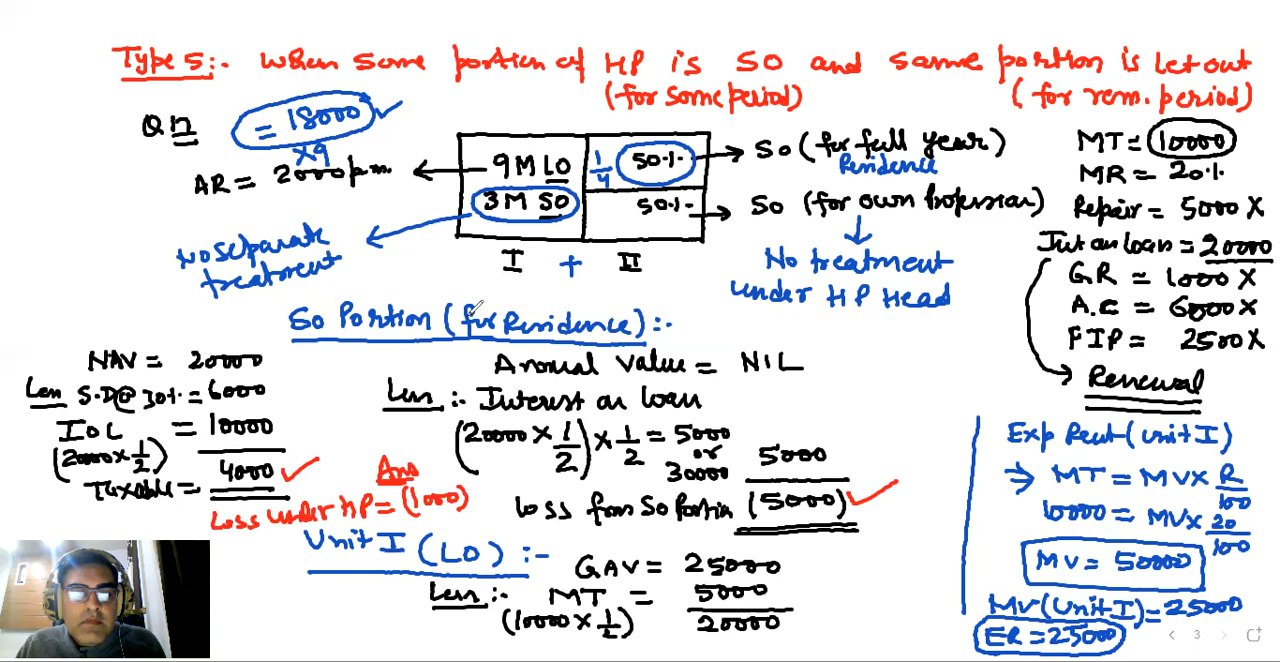 Type 5:- When some portion of HP is SO and same portion is let out
(for some period) (for rem. period)
Q
= 18000
×9
AR = 2000 p.m.
9M LO
3M SO
1/4
50%
50%
I + II
SO (for full year)
Residence
SO (for own profession)
No treatment
under HP Head
No separate
treatment
MT = 10000
MR = 20%
Repair = 5000 X
Int on loan = 20000
GR = 1000 X
A.C = 6000 X
FIP = 2500 X
Renewal
SO Portion (for Residence) :-
Annual Value = NIL
Less :- Interest on loan
(20000 × 1/2) × 1/2 = 5000
or
30000
5000
Loss from SO Portion (5000)
NAV = 20000
Less S.D @ 30% = 6000
IOL = 10000
(20000 × 1/2)
4000
Taxable =
Ans
Loss under HP = (1000)
Unit I (LO) :-
GAV = 25000
Less :- MT = 5000
(10000 × 1/2) 20000
Exp Rent (Unit I)
⇒ MT = MV × R/100
10000 = MV × 20/100
MV = 50000
MV (Unit I) = 25000
ER = 25000
3